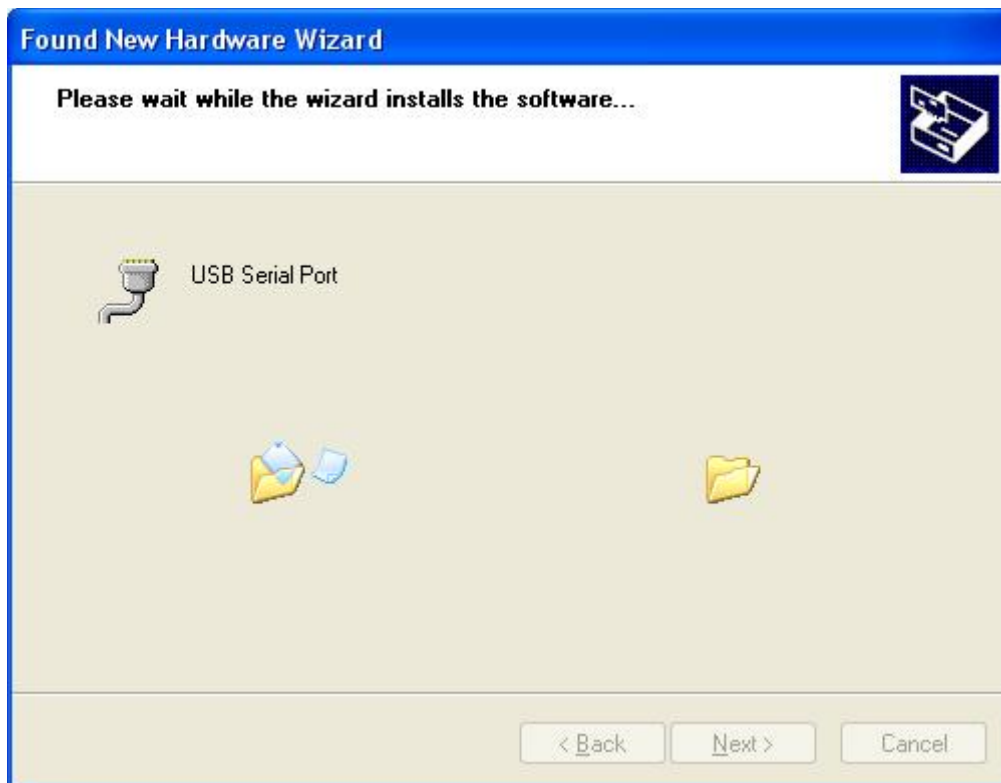 Found New Hardware Wizard
Please wait while the wizard installs the software...
USB Serial Port
< Back Next > Cancel